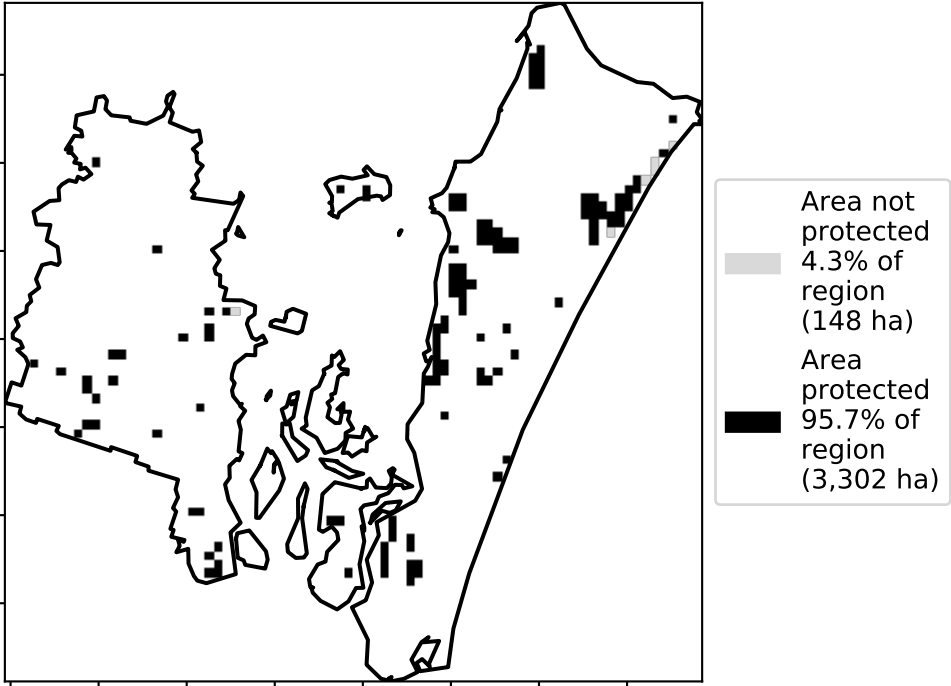 Area not
protected
4.3% of
region
(148 ha)
Area
protected
95.7% of
region
(3,302 ha)